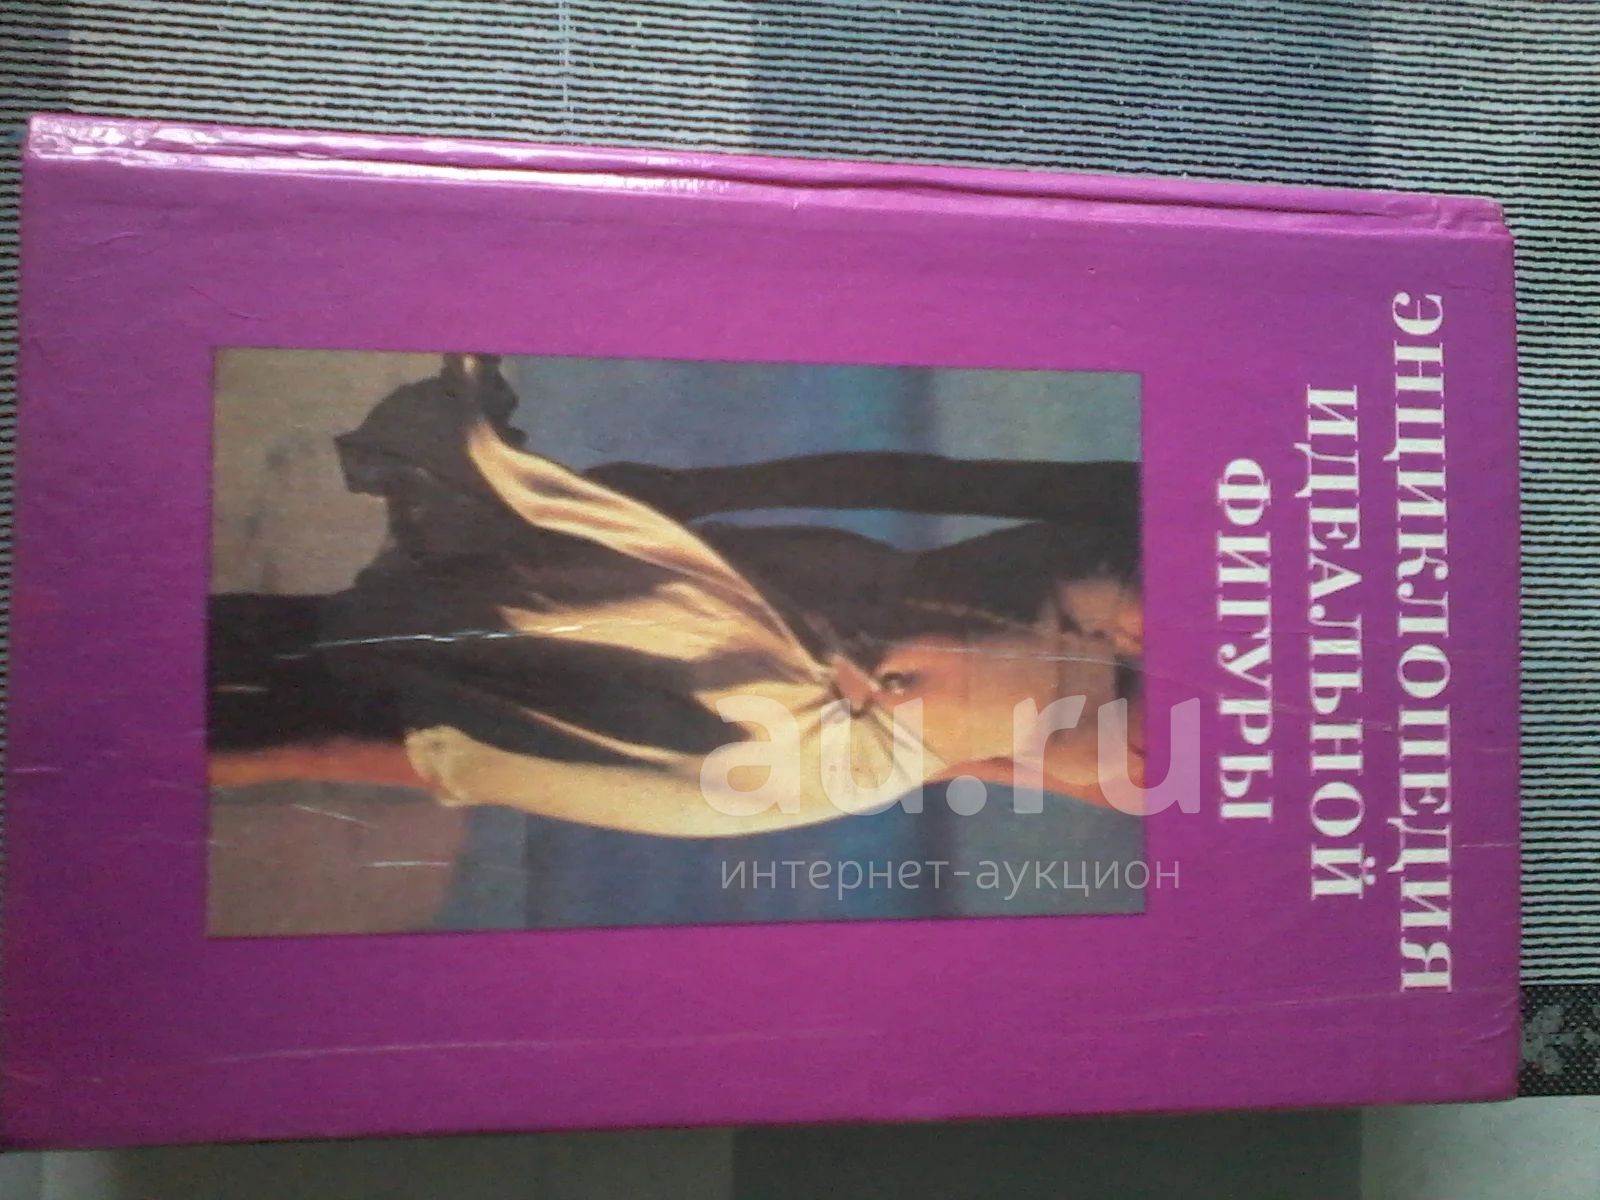 ЭНЦИКЛОПЕДИЯ
ИДЕАЛЬНОЙ
ФИГУРЫ
au.ru
интернет-аукцион